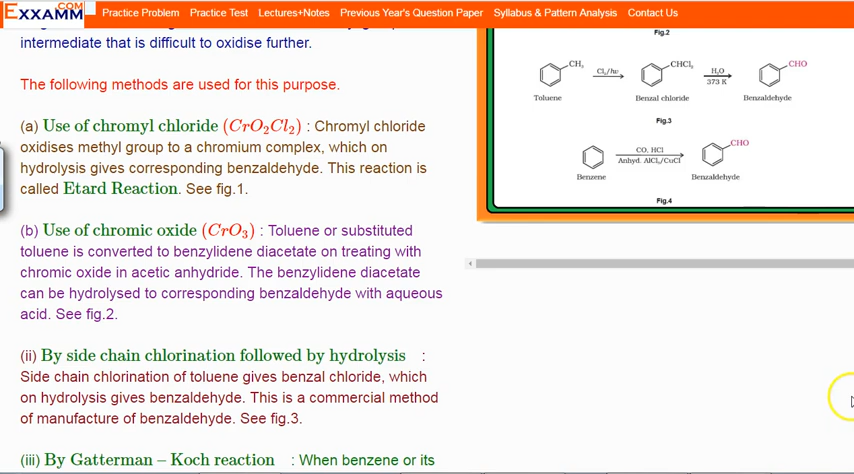 EXXAMM.COM
Practice Problem Practice Test Lectures+Notes Previous Year's Question Paper Syllabus & Pattern Analysis Contact Us
intermediate that is difficult to oxidise further.
The following methods are used for this purpose.
(a) Use of chromyl chloride (CrO2Cl2) : Chromyl chloride
oxidises methyl group to a chromium complex, which on
hydrolysis gives corresponding benzaldehyde. This reaction is
called Etard Reaction. See fig.1.
(b) Use of chromic oxide (CrO3) : Toluene or substituted
toluene is converted to benzylidene diacetate on treating with
chromic oxide in acetic anhydride. The benzylidene diacetate
can be hydrolysed to corresponding benzaldehyde with aqueous
acid. See fig.2.
(ii) By side chain chlorination followed by hydrolysis :
Side chain chlorination of toluene gives benzal chloride, which
on hydrolysis gives benzaldehyde. This is a commercial method
of manufacture of benzaldehyde. See fig.3.
(iii) By Gatterman – Koch reaction : When benzene or its
Fig.2
CH3 Cl2/hν CHCl2 H2O 373 K CHO
Toluene Benzal chloride Benzaldehyde
Fig.3
CO, HCl CHO
Anhyd. AlCl3/CuCl
Benzene Benzaldehyde
Fig.4